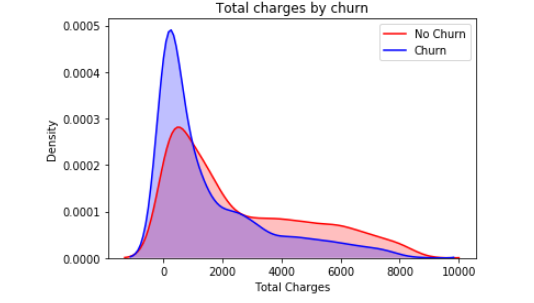 Total charges by churn
No Churn
Churn
Density
0.0005
0.0004
0.0003
0.0002
0.0001
0.0000
0 2000 4000 6000 8000 10000
Total Charges